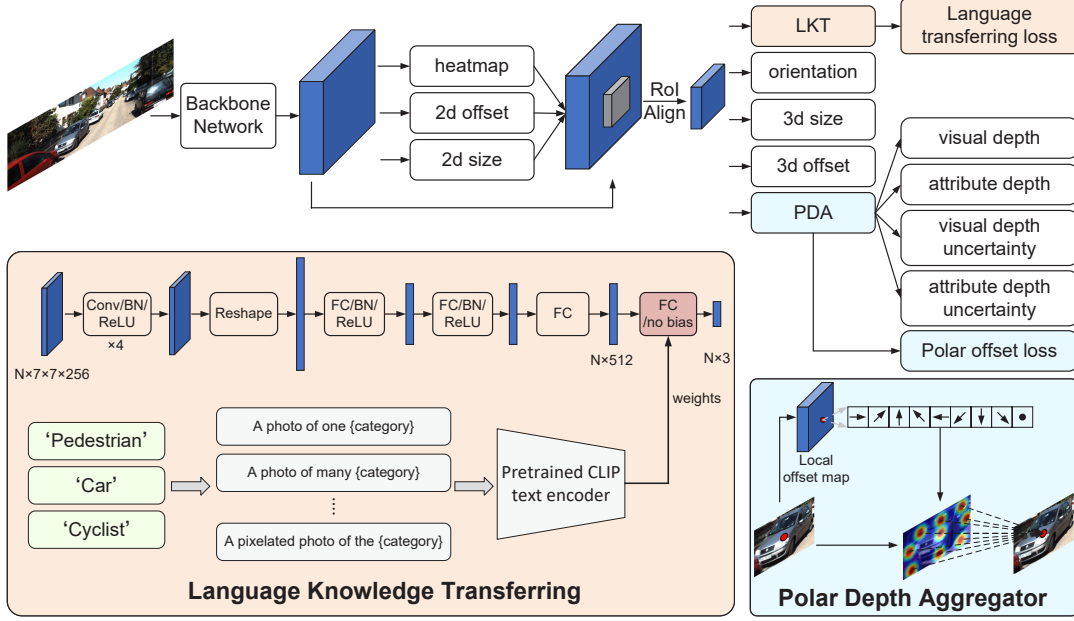 Backbone
Network
heatmap
2d offset
2d size
RoI
Align
LKT
Language
transferring loss
orientation
3d size
3d offset
PDA
visual depth
attribute depth
visual depth
uncertainty
attribute depth
uncertainty
Polar offset loss
Conv/BN/
ReLU
×4
Reshape
FC/BN/
ReLU
FC/BN/
ReLU
FC
FC
/no bias
N×7×7×256
N×512
N×3
weights
‘Pedestrian’
‘Car’
‘Cyclist’
A photo of one {category}
A photo of many {category}
A pixelated photo of the {category}
Pretrained CLIP
text encoder
Language Knowledge Transferring
Local
offset map
Polar Depth Aggregator